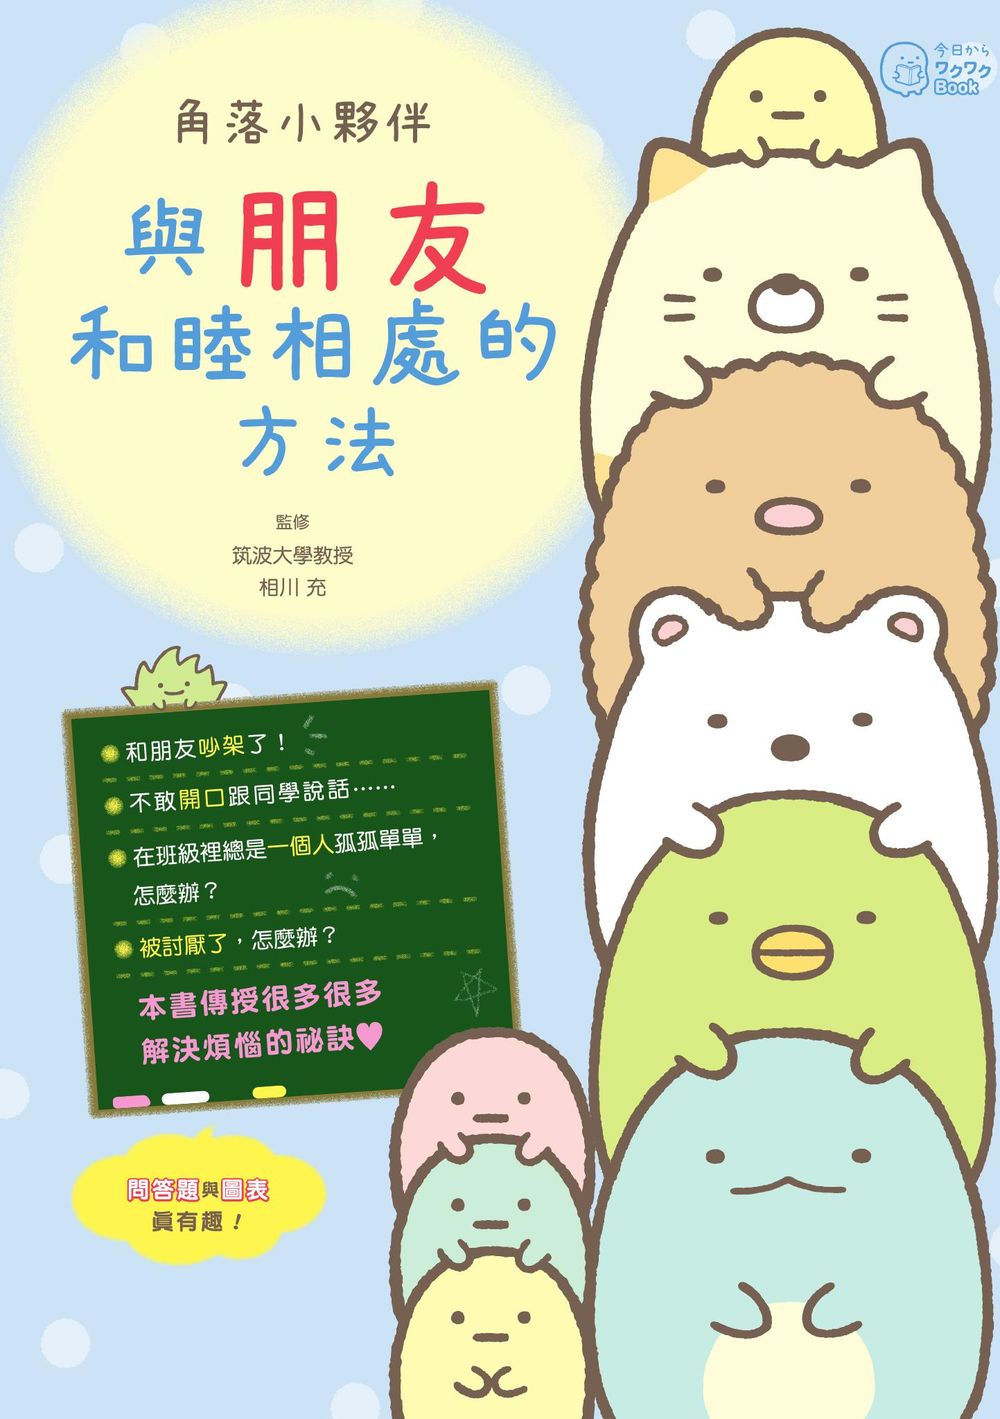 今日から
ワクワク
Book
角落小夥伴
與朋友
和睦相處的
方法
監修
筑波大學教授
相川 充
和朋友吵架了！
不敢開口跟同學說話⋯⋯
在班級裡總是一個人孤孤單單，
怎麼辦？
被討厭了，怎麼辦？
本書傳授很多很多
解決煩惱的祕訣♥
問答題與圖表
真有趣！